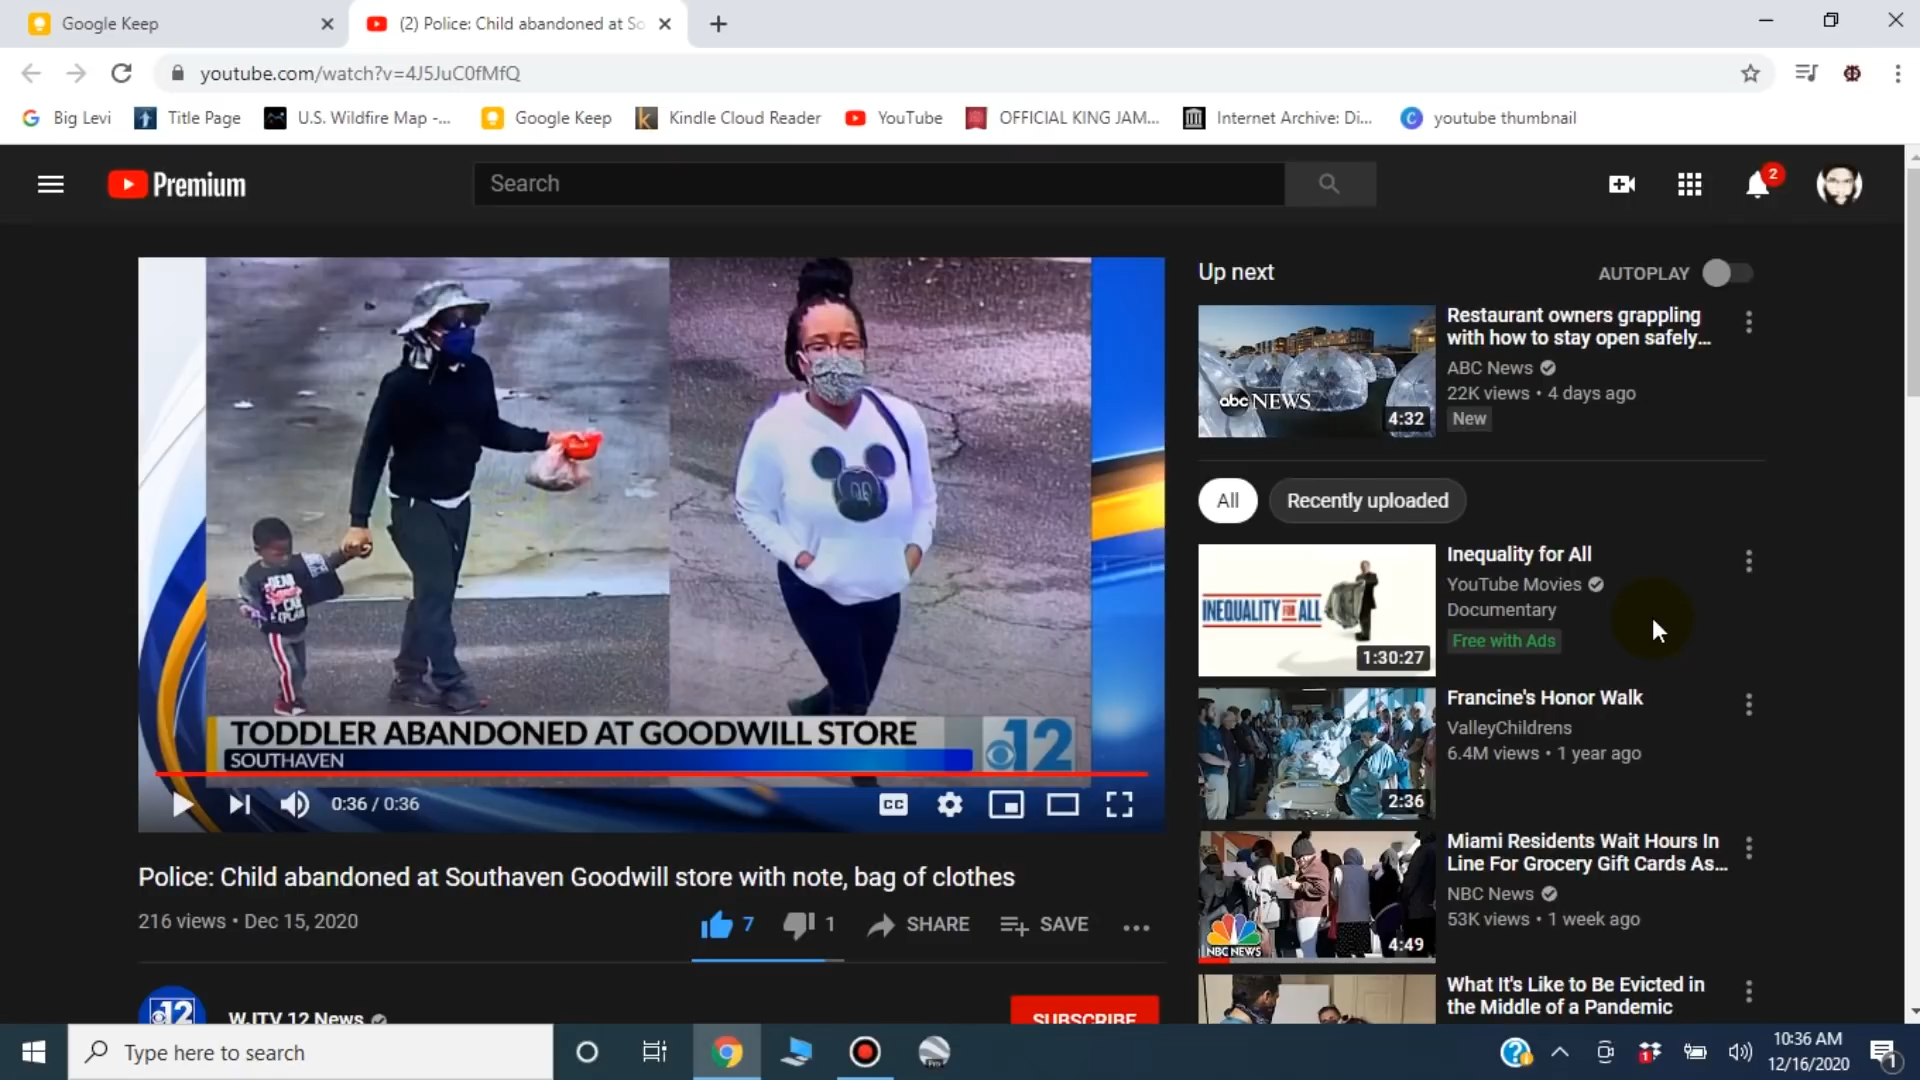 Google Keep
(2) Police: Child abandoned at So
youtube.com/watch?v=4J5JuC0fMfQ
Big Levi
Title Page
U.S. Wildfire Map -...
Google Keep
Kindle Cloud Reader
YouTube
OFFICIAL KING JAM...
Internet Archive: Di...
youtube thumbnail
Premium
Search
2
TODDLER ABANDONED AT GOODWILL STORE
SOUTHAVEN
12
0:36 / 0:36
CC
Police: Child abandoned at Southaven Goodwill store with note, bag of clothes
216 views • Dec 15, 2020
7
1
SHARE
SAVE
12
WJTV 12 News
SUBSCRIBE
Up next
AUTOPLAY
abc NEWS
4:32
Restaurant owners grappling
with how to stay open safely...
ABC News
22K views • 4 days ago
New
All
Recently uploaded
INEQUALITY FOR ALL
1:30:27
Inequality for All
YouTube Movies
Documentary
Free with Ads
2:36
Francine's Honor Walk
ValleyChildrens
6.4M views • 1 year ago
NBC NEWS
4:49
Miami Residents Wait Hours In
Line For Grocery Gift Cards As...
NBC News
53K views • 1 week ago
What It's Like to Be Evicted in
the Middle of a Pandemic
Type here to search
10:36 AM
12/16/2020
1